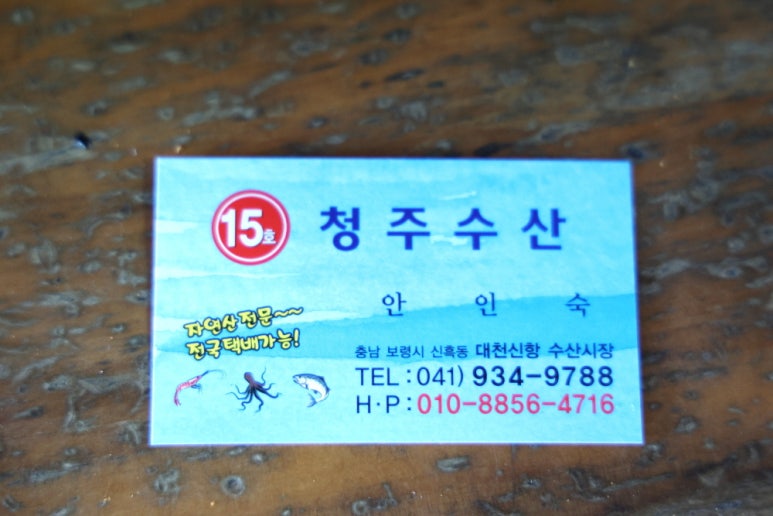 15호 청주수산
안인숙
자연산전문~~
전국택배가능!
충남 보령시 신흑동 대천신항 수산시장
TEL : 041) 934-9788
H·P : 010-8856-4716